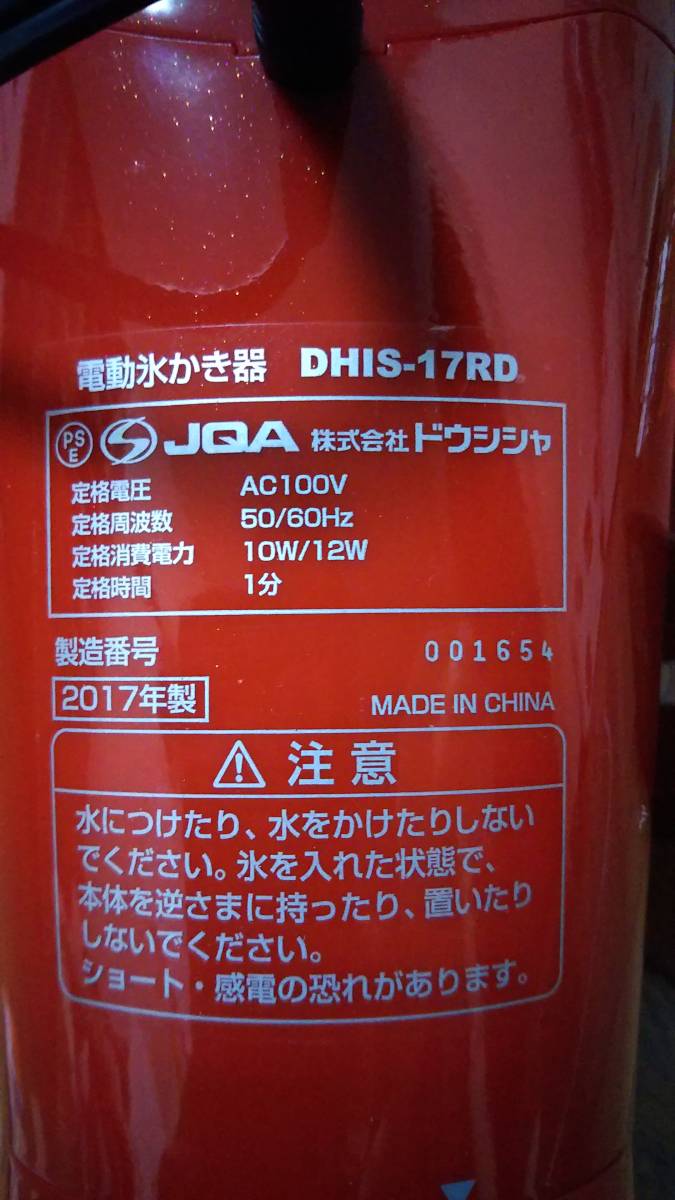 電動氷かき器 DHIS-17RD
PS E JQA 株式会社ドウシシャ
定格電圧 AC100V
定格周波数 50/60Hz
定格消費電力 10W/12W
定格時間 1分
製造番号 001654
2017年製 MADE IN CHINA
注意
水につけたり、水をかけたりしない
でください。氷を入れた状態で、
本体を逆さまに持ったり、置いたり
しないでください。
ショート・感電の恐れがあります。